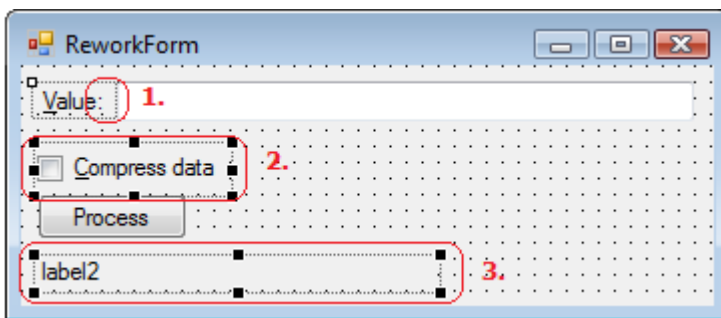 ReworkForm
Value: 1.
Compress data 2.
Process
label2 3.